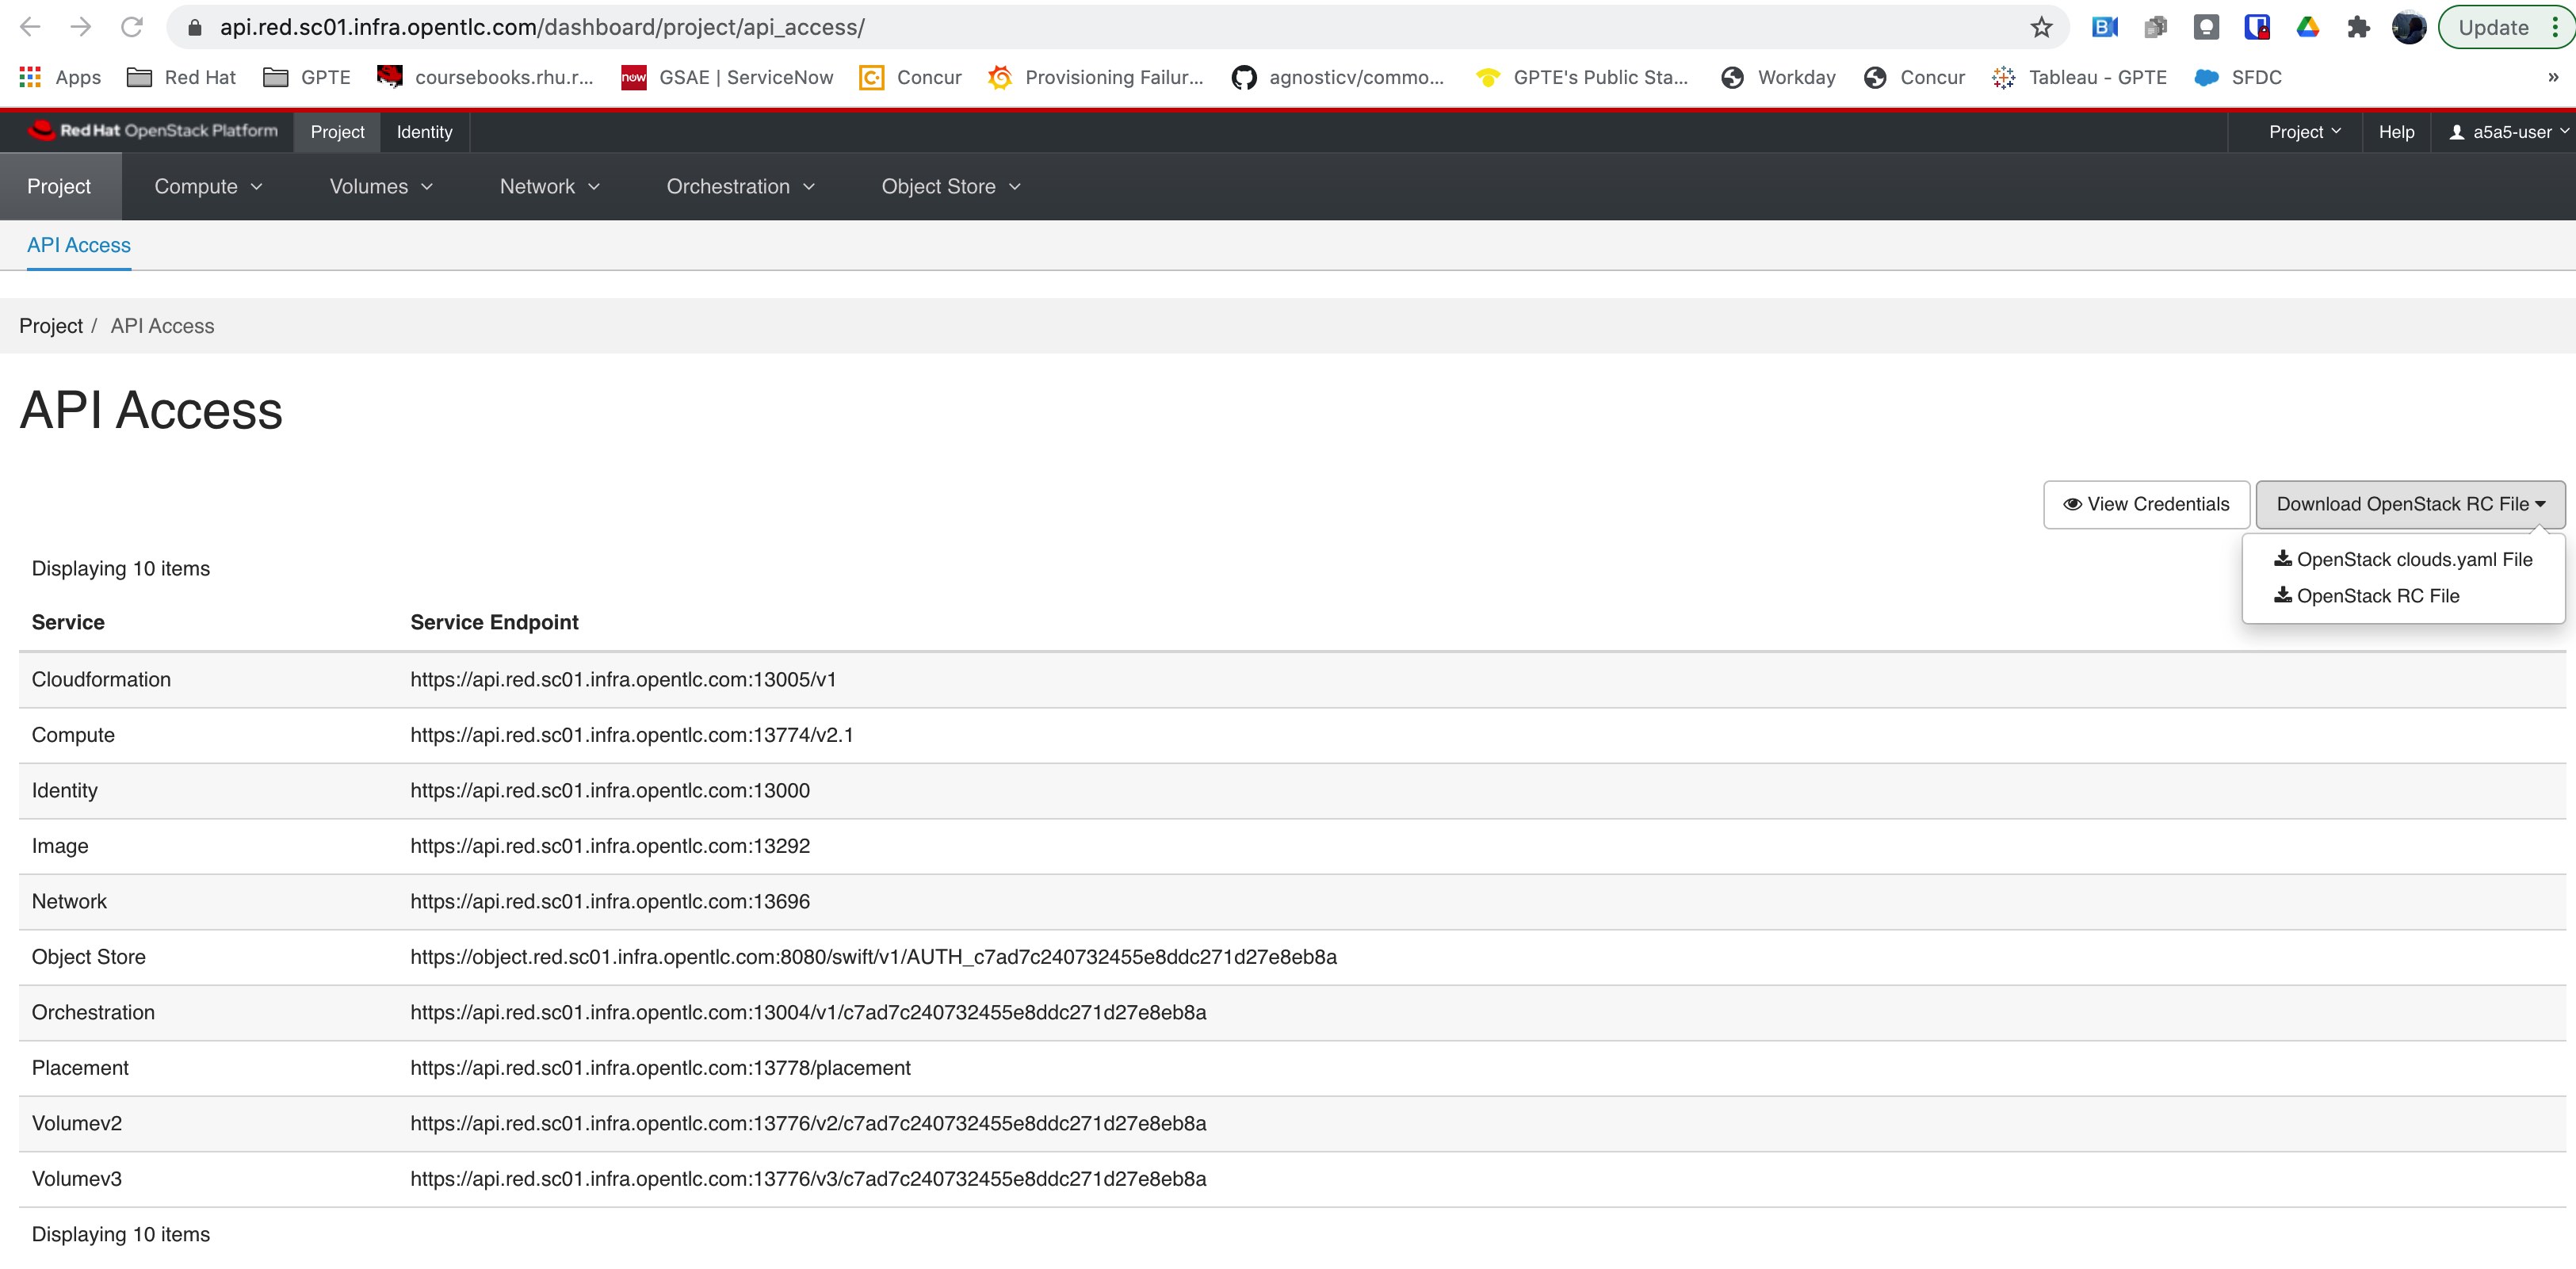 api.red.sc01.infra.opentlc.com/dashboard/project/api_access/ Update
Apps Red Hat GPTE coursebooks.rhu.r... now GSAE | ServiceNow Concur Provisioning Failur... agnosticv/commo... GPTE's Public Sta... Workday Concur Tableau - GPTE SFDC »
Red Hat OpenStack Platform Project Identity Project Help a5a5-user
Project Compute Volumes Network Orchestration Object Store
API Access
Project / API Access
API Access
View Credentials Download OpenStack RC File
OpenStack clouds.yaml File
OpenStack RC File
Displaying 10 items
Service Service Endpoint
Cloudformation https://api.red.sc01.infra.opentlc.com:13005/v1
Compute https://api.red.sc01.infra.opentlc.com:13774/v2.1
Identity https://api.red.sc01.infra.opentlc.com:13000
Image https://api.red.sc01.infra.opentlc.com:13292
Network https://api.red.sc01.infra.opentlc.com:13696
Object Store https://object.red.sc01.infra.opentlc.com:8080/swift/v1/AUTH_c7ad7c240732455e8ddc271d27e8eb8a
Orchestration https://api.red.sc01.infra.opentlc.com:13004/v1/c7ad7c240732455e8ddc271d27e8eb8a
Placement https://api.red.sc01.infra.opentlc.com:13778/placement
Volumev2 https://api.red.sc01.infra.opentlc.com:13776/v2/c7ad7c240732455e8ddc271d27e8eb8a
Volumev3 https://api.red.sc01.infra.opentlc.com:13776/v3/c7ad7c240732455e8ddc271d27e8eb8a
Displaying 10 items